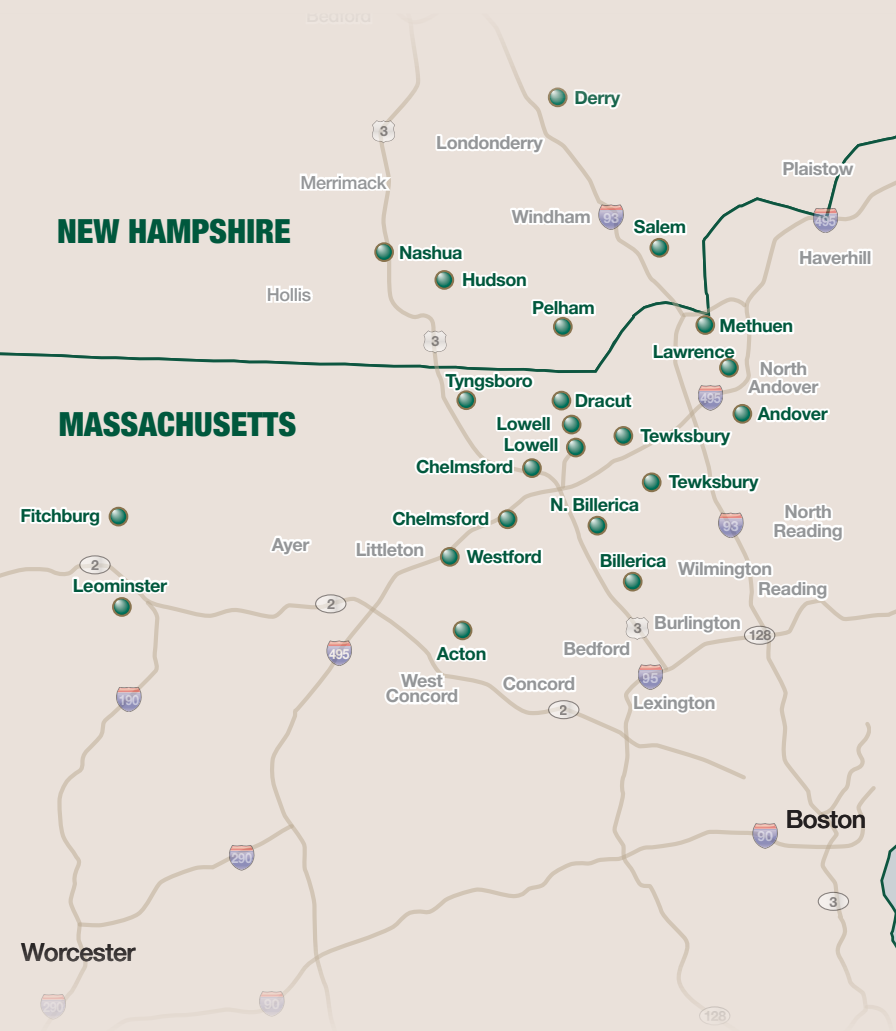 Bedford
Derry
3
Londonderry
Plaistow
Merrimack
Windham
93
495
Salem
NEW HAMPSHIRE
Nashua
Haverhill
Hudson
Hollis
Pelham
Methuen
3
Lawrence
North
Andover
Tyngsboro
495
Dracut
Andover
MASSACHUSETTS
Lowell
Tewksbury
Lowell
Chelmsford
Tewksbury
N. Billerica
Fitchburg
Chelmsford
93
North
Reading
Ayer
Littleton
Westford
2
Billerica
Wilmington
Leominster
Reading
2
3
Burlington
128
Acton
495
Bedford
95
West
Concord
Concord
190
Lexington
2
Boston
90
290
3
Worcester
290
90
128